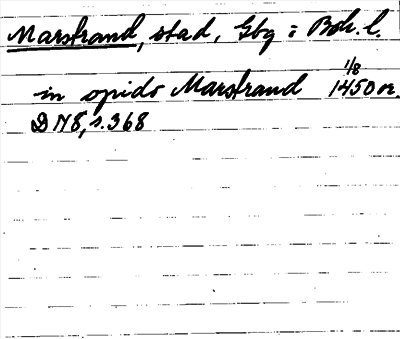 Marstrand, stad, Gbg o Boh. l.
in opido Marstrand 1/8 1450 or.
DN 8, s. 368